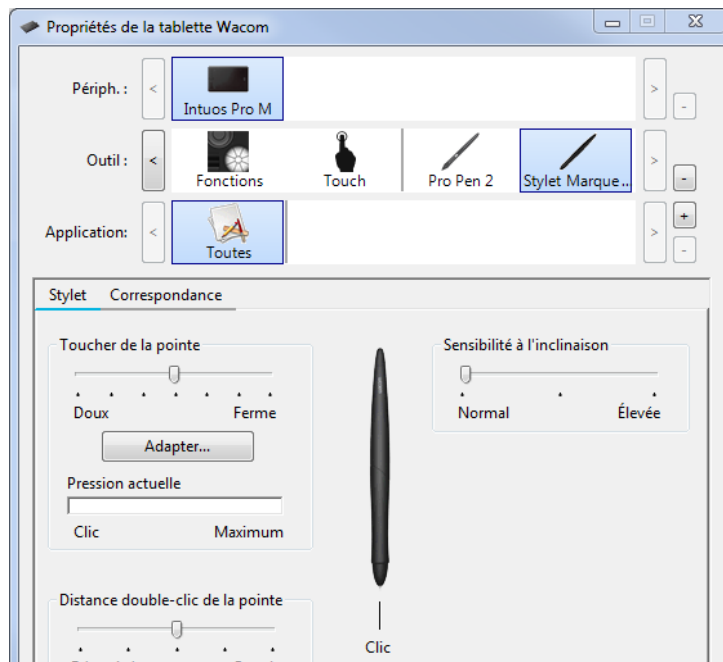 Propriétés de la tablette Wacom
Périph. :
<
Intuos Pro M
>
-
Outil :
<
Fonctions
Touch
Pro Pen 2
Stylet Marque ..
>
-
Application:
<
Toutes
>
+
-
Stylet Correspondance
Toucher de la pointe
Doux Ferme
Adapter...
Pression actuelle
Clic Maximum
Sensibilité à l'inclinaison
Normal Élevée
Distance double-clic de la pointe
Clic